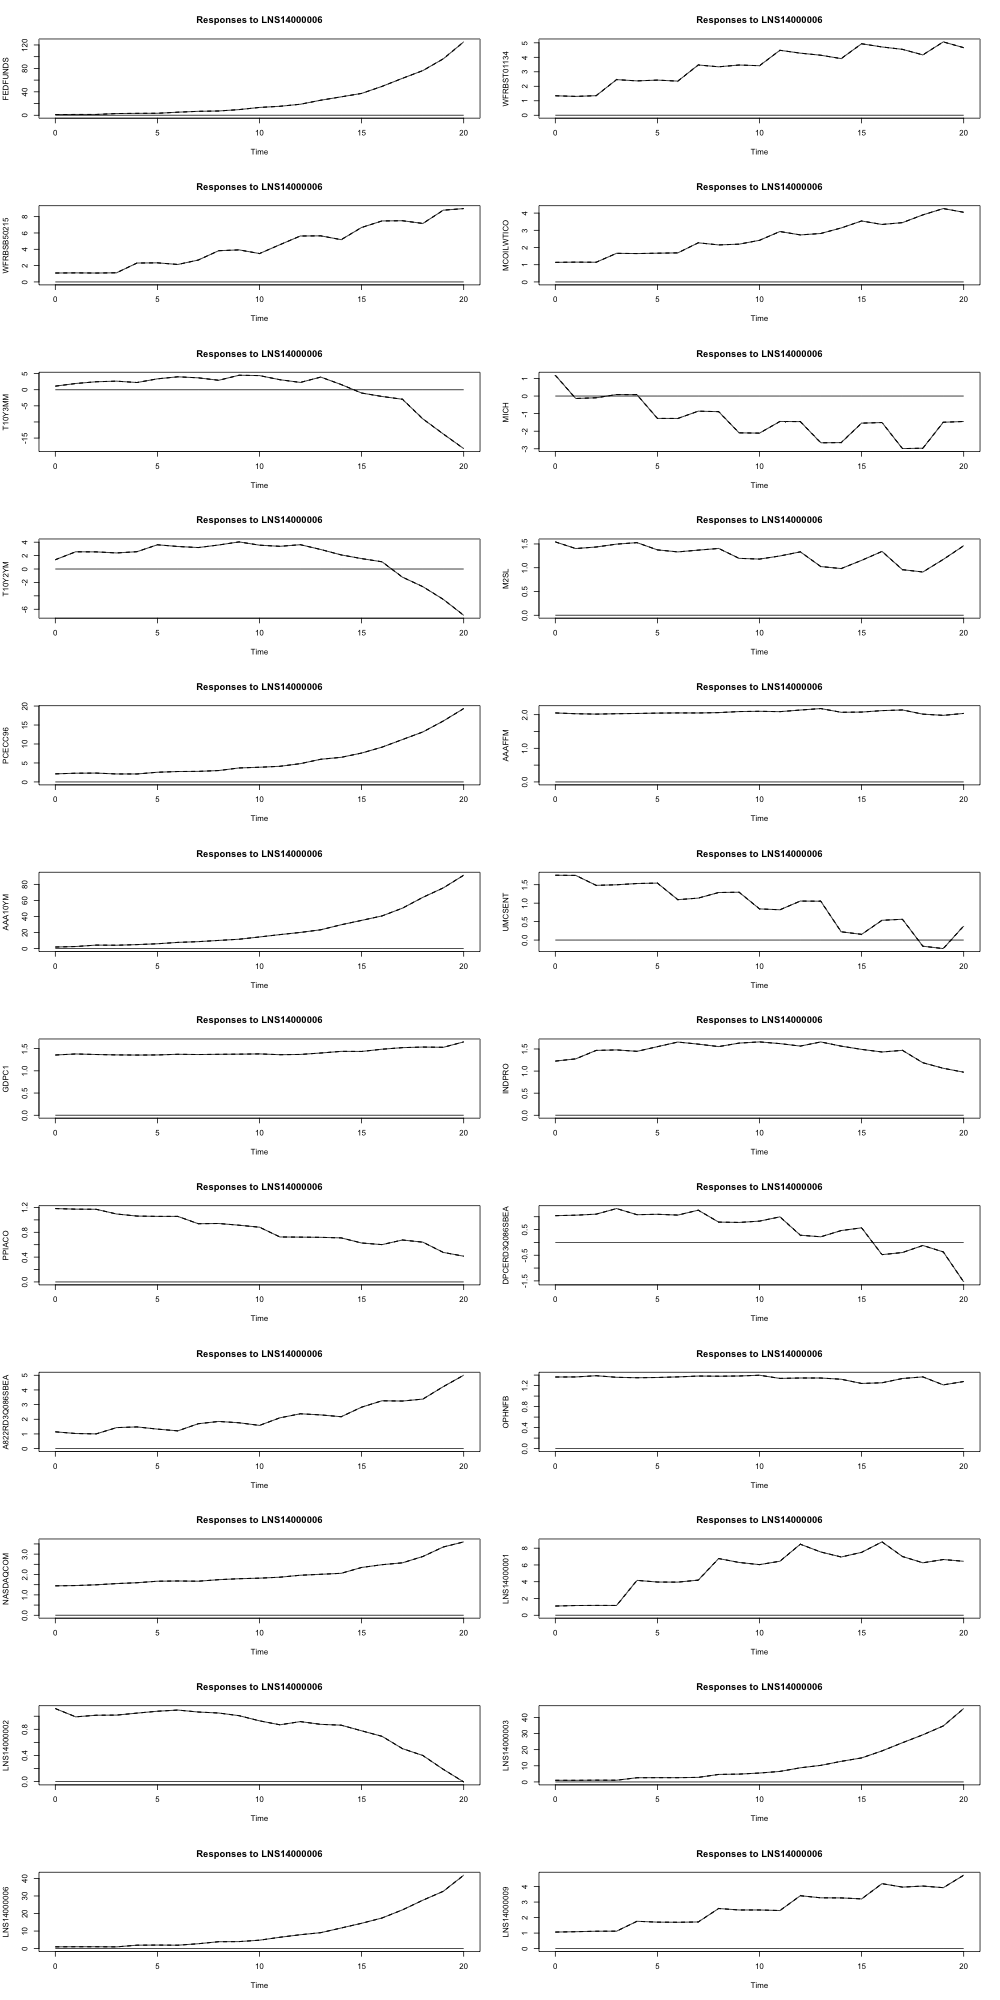 Responses to LNS14000006
FEDFUNDS
0 40 80 120
0 5 10 15 20
Time
Responses to LNS14000006
WFRBST01134
0 1 2 3 4 5
0 5 10 15 20
Time
Responses to LNS14000006
WFRBSB50215
0 2 4 6 8
0 5 10 15 20
Time
Responses to LNS14000006
MCOILWTICO
0 1 2 3 4
0 5 10 15 20
Time
Responses to LNS14000006
T10Y3MM
-15 -5 0 5
0 5 10 15 20
Time
Responses to LNS14000006
MICH
-3 -2 -1 0 1
0 5 10 15 20
Time
Responses to LNS14000006
T10Y2YM
-6 -2 0 2 4
0 5 10 15 20
Time
Responses to LNS14000006
M2SL
0.0 0.5 1.0 1.5
0 5 10 15 20
Time
Responses to LNS14000006
PCECC96
0 5 10 15 20
0 5 10 15 20
Time
Responses to LNS14000006
AAAFFM
0.0 1.0 2.0
0 5 10 15 20
Time
Responses to LNS14000006
AAA10YM
0 20 40 60 80
0 5 10 15 20
Time
Responses to LNS14000006
UMCSENT
0.0 0.5 1.0 1.5
0 5 10 15 20
Time
Responses to LNS14000006
GDPC1
0.0 0.5 1.0 1.5
0 5 10 15 20
Time
Responses to LNS14000006
INDPRO
0.0 0.5 1.0 1.5
0 5 10 15 20
Time
Responses to LNS14000006
PPIACO
0.0 0.4 0.8 1.2
0 5 10 15 20
Time
Responses to LNS14000006
DPCERD3Q086SBEA
-1.5 -0.5 0.5
0 5 10 15 20
Time
Responses to LNS14000006
A822RD3Q086SBEA
0 1 2 3 4 5
0 5 10 15 20
Time
Responses to LNS14000006
OPHNFB
0.0 0.4 0.8 1.2
0 5 10 15 20
Time
Responses to LNS14000006
NASDAQCOM
0.0 1.0 2.0 3.0
0 5 10 15 20
Time
Responses to LNS14000006
LNS14000001
0 2 4 6 8
0 5 10 15 20
Time
Responses to LNS14000006
LNS14000002
0.0 0.4 0.8
0 5 10 15 20
Time
Responses to LNS14000006
LNS14000003
0 10 20 30 40
0 5 10 15 20
Time
Responses to LNS14000006
LNS14000006
0 10 20 30 40
0 5 10 15 20
Time
Responses to LNS14000006
LNS14000009
0 1 2 3 4
0 5 10 15 20
Time